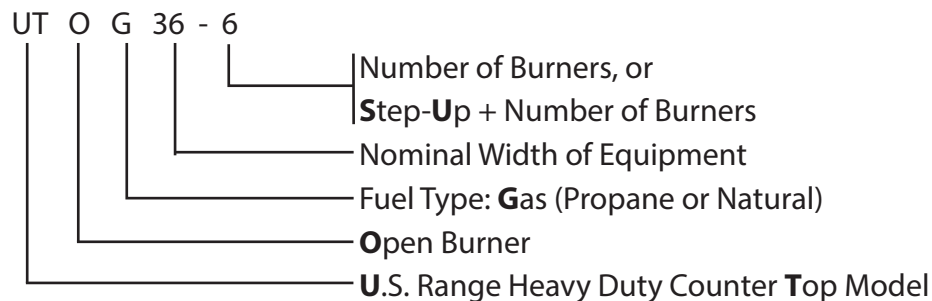 UT O G 36 - 6
Number of Burners, or
Step-Up + Number of Burners
Nominal Width of Equipment
Fuel Type: Gas (Propane or Natural)
Open Burner
U.S. Range Heavy Duty Counter Top Model